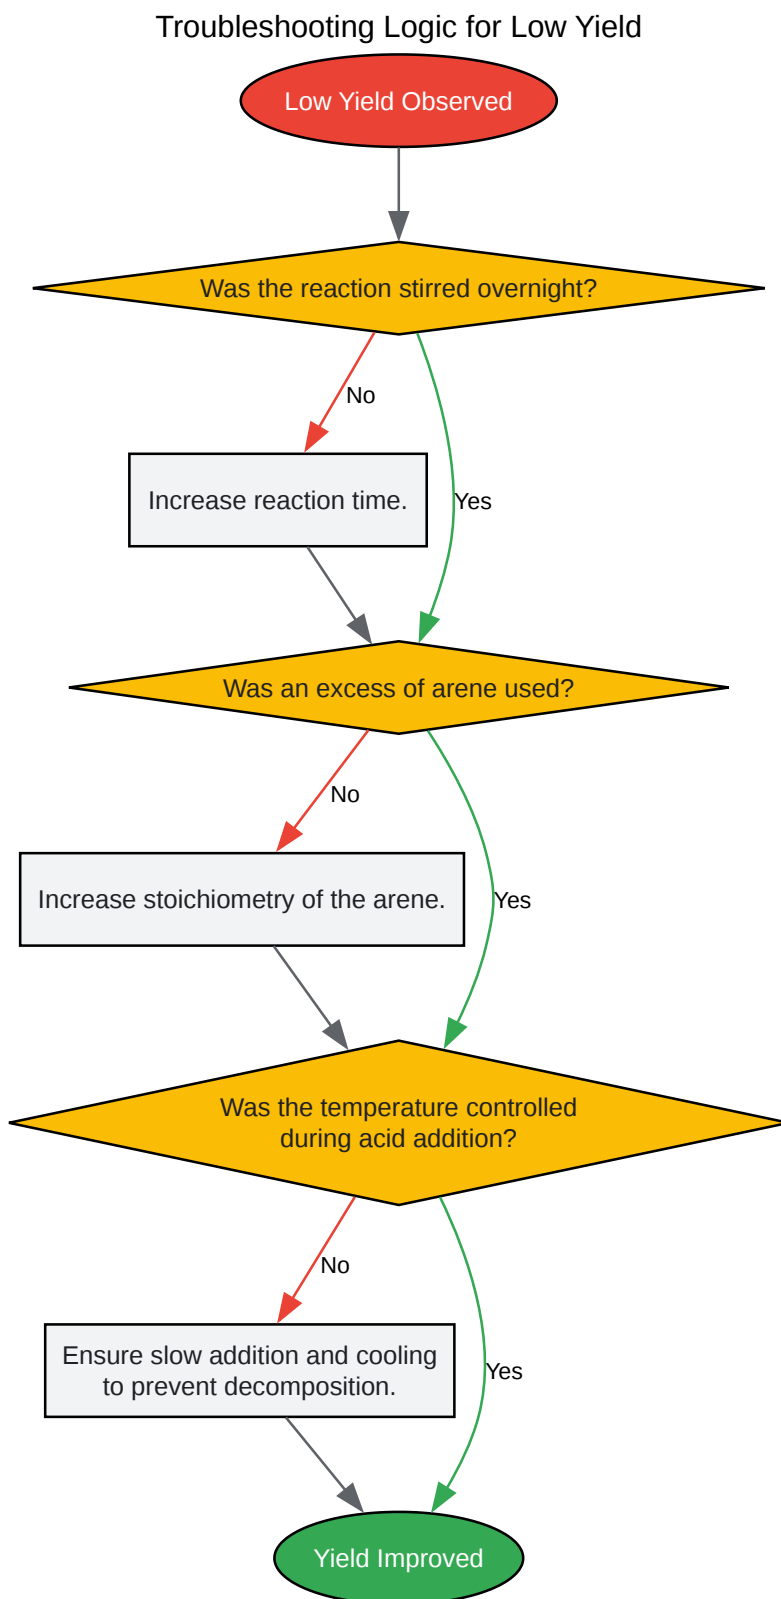 Troubleshooting Logic for Low Yield
Low Yield Observed
Was the reaction stirred overnight?
No
Increase reaction time.
Yes
Was an excess of arene used?
No
Increase stoichiometry of the arene.
Yes
Was the temperature controlled
during acid addition?
No
Ensure slow addition and cooling
to prevent decomposition.
Yes
Yield Improved